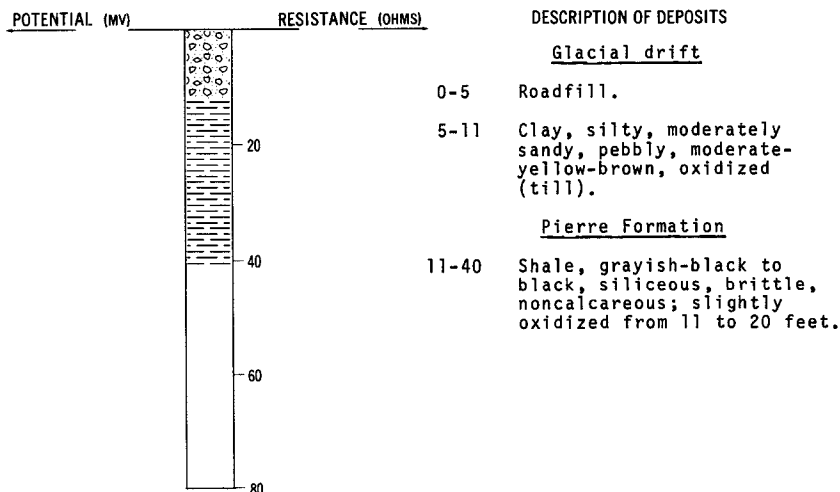 POTENTIAL (MV) RESISTANCE (OHMS) DESCRIPTION OF DEPOSITS
Glacial drift
0-5 Roadfill.
5-11 Clay, silty, moderately
sandy, pebbly, moderate-
yellow-brown, oxidized
(till).
20
Pierre Formation
40
11-40 Shale, grayish-black to
black, siliceous, brittle,
noncalcareous; slightly
oxidized from 11 to 20 feet.
60
80